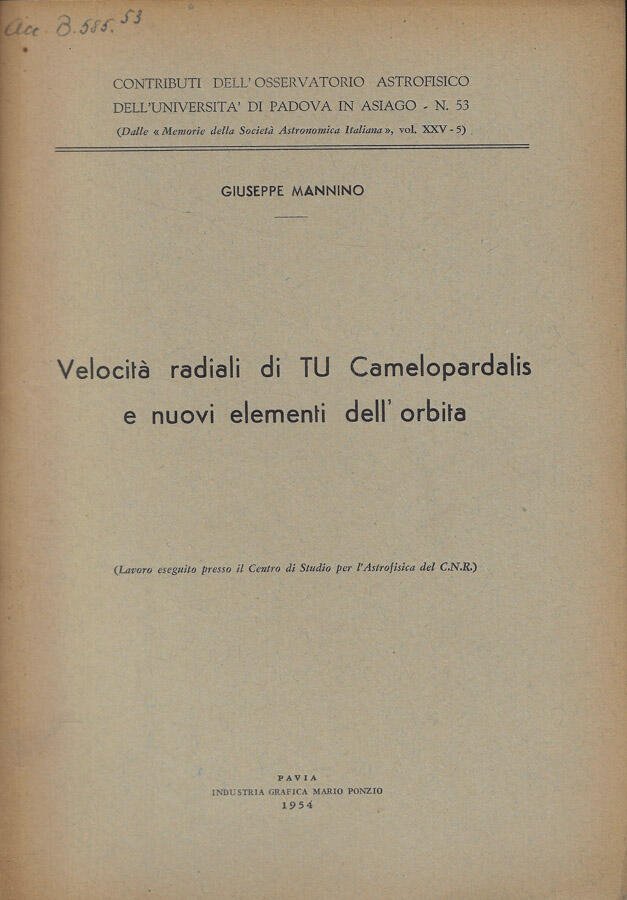 Acc. B.585.53
CONTRIBUTI DELL'OSSERVATORIO ASTROFISICO
DELL'UNIVERSITA' DI PADOVA IN ASIAGO - N. 53
(Dalle « Memorie della Società Astronomica Italiana », vol. XXV - 5)
GIUSEPPE MANNINO
Velocità radiali di TU Camelopardalis
e nuovi elementi dell' orbita
(Lavoro eseguito presso il Centro di Studio per l'Astrofisica del C.N.R.)
PAVIA
INDUSTRIA GRAFICA MARIO PONZIO
1954